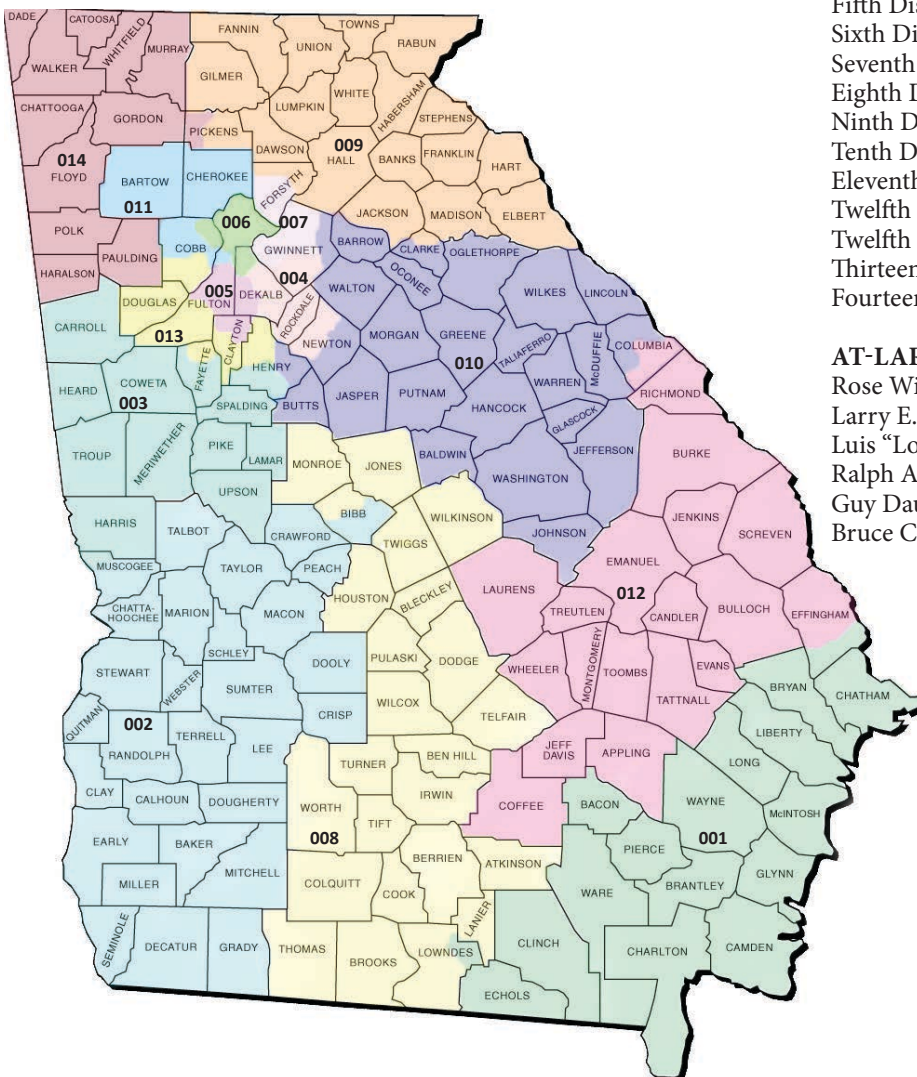 DADE
CATOOSA
WHITFIELD
MURRAY
WALKER
CHATTOOGA
GORDON
FANNIN
UNION
TOWNS
RABUN
GILMER
WHITE
LUMPKIN
HABERSHAM
STEPHENS
PICKENS
DAWSON
009
HALL
BANKS
FRANKLIN
HART
014
FLOYD
BARTOW
011
CHEROKEE
FORSYTH
JACKSON
MADISON
ELBERT
POLK
PAULDING
HARALSON
COBB
006
007
GWINNETT
BARROW
CLARKE
OGLETHORPE
OCONEE
DOUGLAS
013
005
FULTON
DEKALB
004
ROCKDALE
WALTON
WILKES
LINCOLN
CARROLL
CLAYTON
NEWTON
MORGAN
GREENE
010
TALIAFERRO
McDUFFIE
COLUMBIA
FAYETTE
HENRY
HEARD
COWETA
003
SPALDING
BUTTS
JASPER
PUTNAM
HANCOCK
WARREN
GLASCOCK
RICHMOND
TROUP
MERIWETHER
PIKE
LAMAR
UPSON
MONROE
JONES
BALDWIN
WASHINGTON
JEFFERSON
BURKE
HARRIS
TALBOT
CRAWFORD
BIBB
WILKINSON
TWIGGS
JOHNSON
JENKINS
SCREVEN
MUSCOGEE
TAYLOR
PEACH
EMANUEL
CHATTA-
HOOCHEE
MARION
MACON
HOUSTON
BLECKLEY
LAURENS
TREUTLEN
012
CANDLER
BULLOCH
EFFINGHAM
STEWART
SCHLEY
WEBSTER
SUMTER
DOOLY
PULASKI
DODGE
WHEELER
MONTGOMERY
TOOMBS
EVANS
TATTNALL
BRYAN
CHATHAM
QUITMAN
002
RANDOLPH
TERRELL
LEE
CRISP
WILCOX
TELFAIR
LIBERTY
LONG
CLAY
CALHOUN
DOUGHERTY
WORTH
008
TURNER
BEN HILL
IRWIN
TIFT
JEFF
DAVIS
APPLING
COFFEE
BACON
WAYNE
001
McINTOSH
EARLY
BAKER
MITCHELL
MILLER
COLQUITT
COOK
BERRIEN
ATKINSON
PIERCE
WARE
BRANTLEY
GLYNN
SEMINOLE
DECATUR
GRADY
THOMAS
BROOKS
LOWNDES
LANIER
CLINCH
ECHOLS
CHARLTON
CAMDEN
Fifth Dis
Sixth Di
Seventh
Eighth D
Ninth D
Tenth D
Eleventh
Twelfth
Twelfth
Thirteen
Fourteen
AT-LAR
Rose Wi
Larry E.
Luis “Lo
Ralph A
Guy Dau
Bruce C